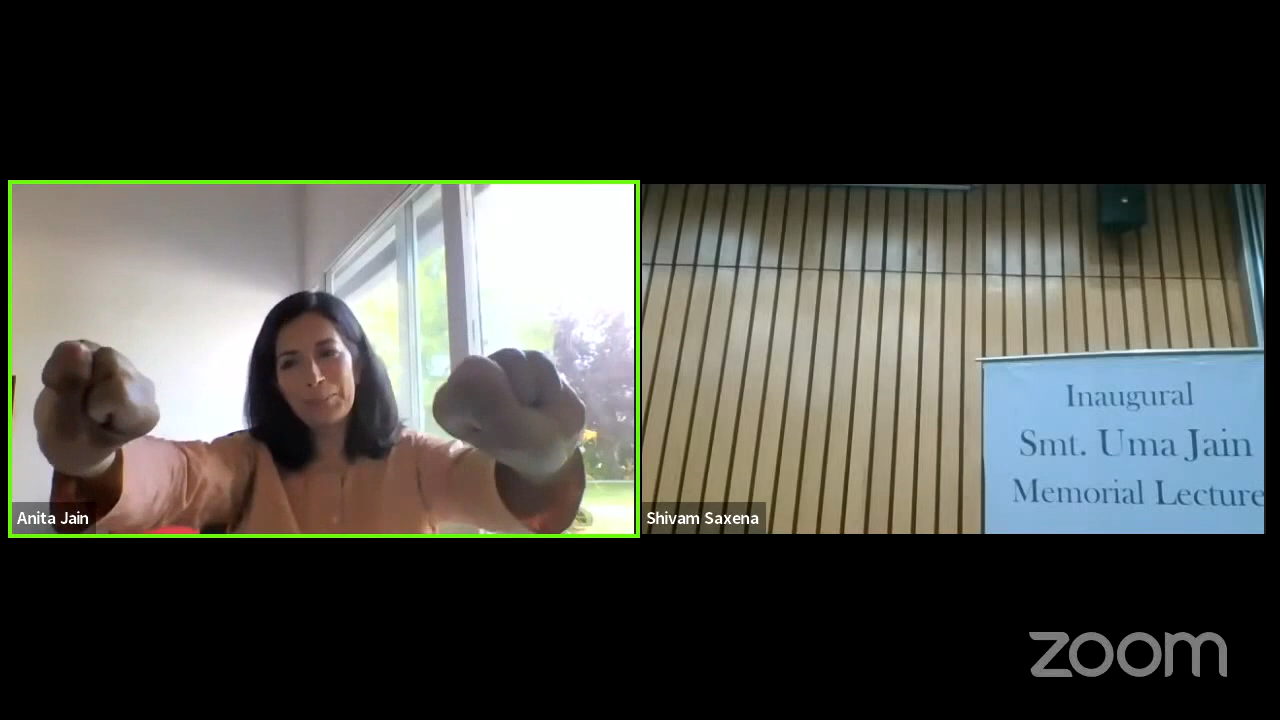 Anita Jain
Shivam Saxena
Inaugural
Smt. Uma Jain
Memorial Lecture
zoom